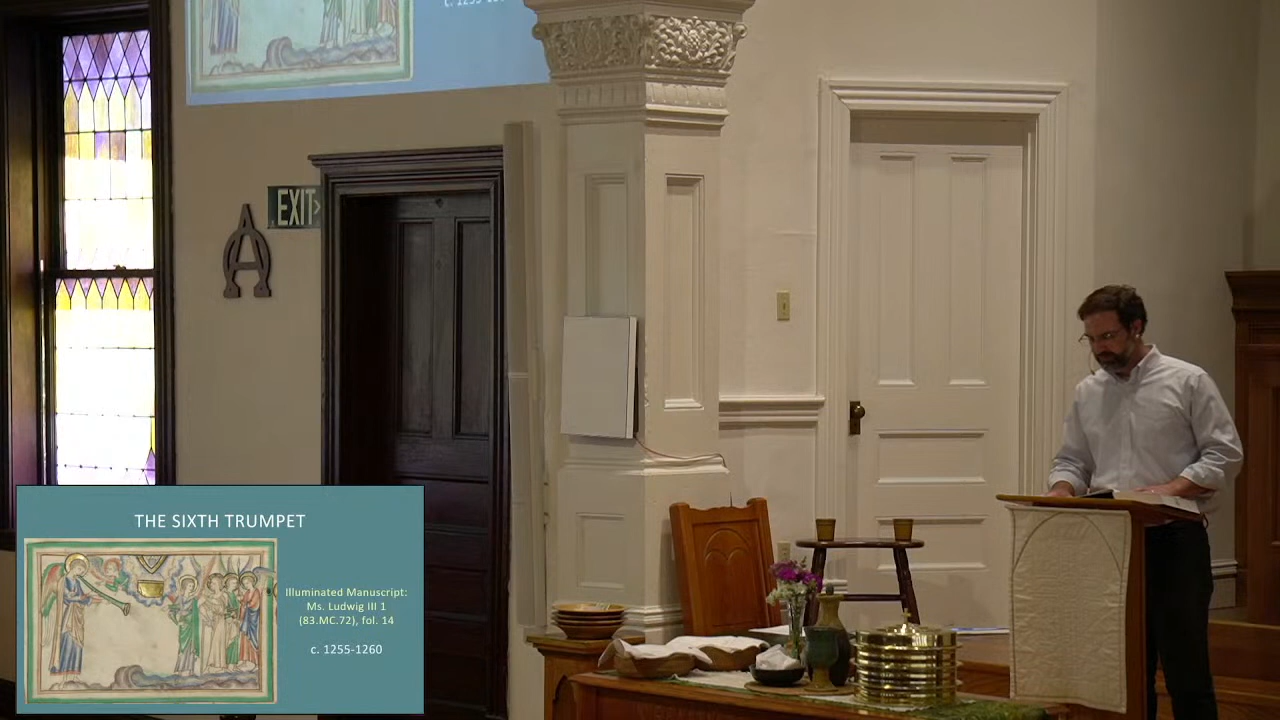 EXIT
THE SIXTH TRUMPET
Illuminated Manuscript:
Ms. Ludwig III 1
(83.MC.72), fol. 14
c. 1255-1260